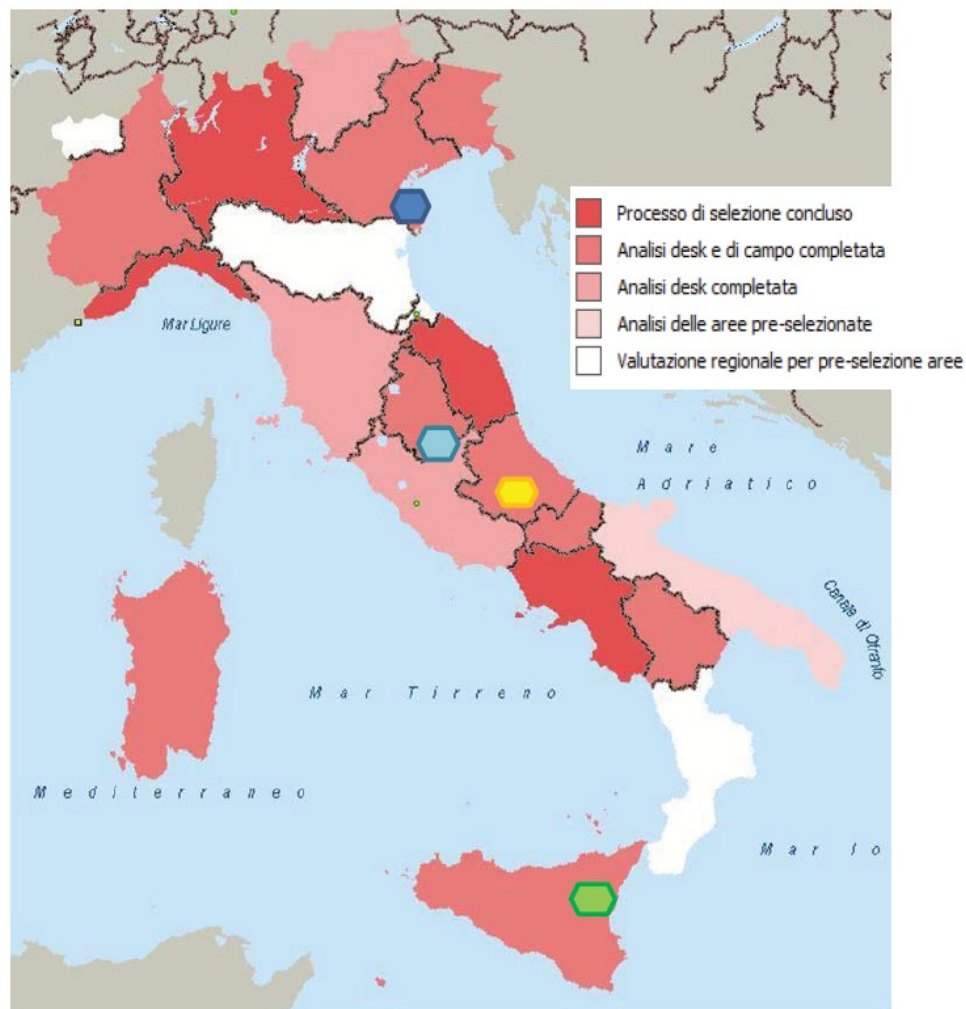 Processo di selezione concluso
Analisi desk e di campo completata
Analisi desk completata
Analisi delle aree pre-selezionate
Valutazione regionale per pre-selezione aree
Mar Ligure
Mare
Adriatico
Canale di Otranto
Mar Tirreno
Mediterraneo
Mar Io